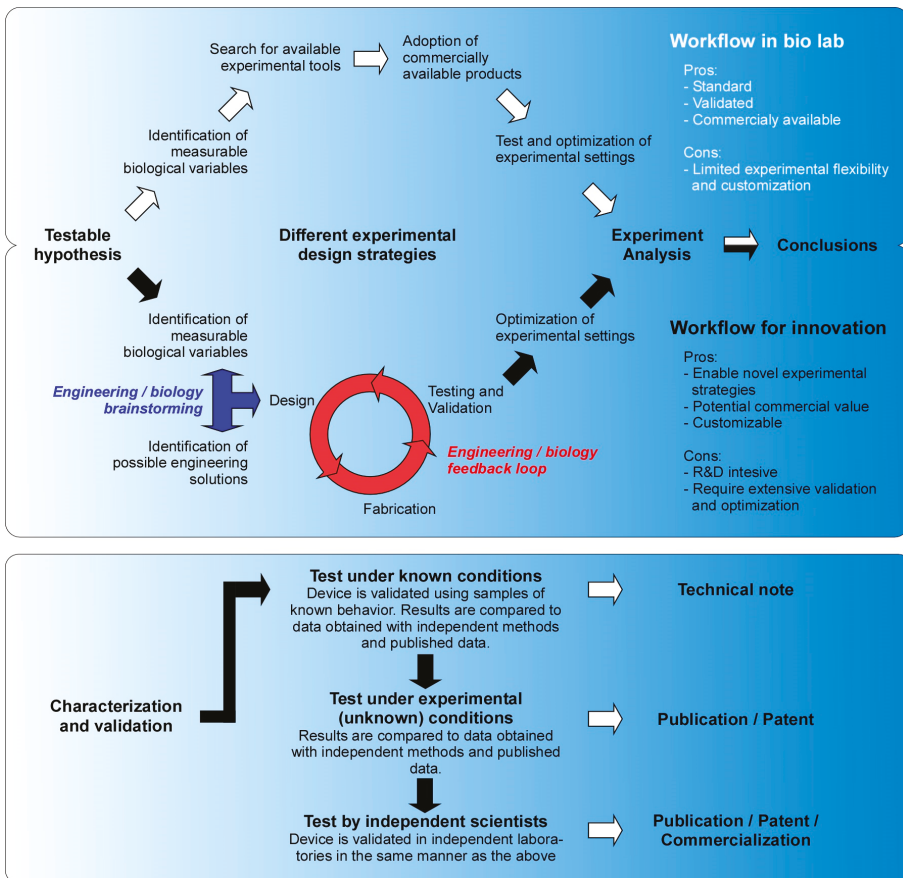 Search for available
experimental tools
Adoption of
commercially
available products
Workflow in bio lab
Pros:
- Standard
- Validated
- Commercialy available
Cons:
- Limited experimental flexibility
and customization
Identification of
measurable
biological variables
Test and optimization of
experimental settings
Testable
hypothesis
Different experimental
design strategies
Experiment
Analysis
Conclusions
Identification of
measurable
biological variables
Optimization of
experimental settings
Workflow for innovation
Pros:
- Enable novel experimental
strategies
- Potential commercial value
- Customizable
Cons:
- R&D intesive
- Require extensive validation
and optimization
Engineering / biology
brainstorming
Design
Testing and
Validation
Identification of
possible engineering
solutions
Engineering / biology
feedback loop
Fabrication
Test under known conditions
Device is validated using samples
of known behavior. Results are compared to
data obtained with independent methods
and published data.
Technical note
Characterization
and validation
Test under experimental
(unknown) conditions
Results are compared to data obtained
with independent methods and published
data.
Publication / Patent
Test by independent scientists
Device is validated in independent labora-
tories in the same manner as the above
Publication / Patent /
Commercialization